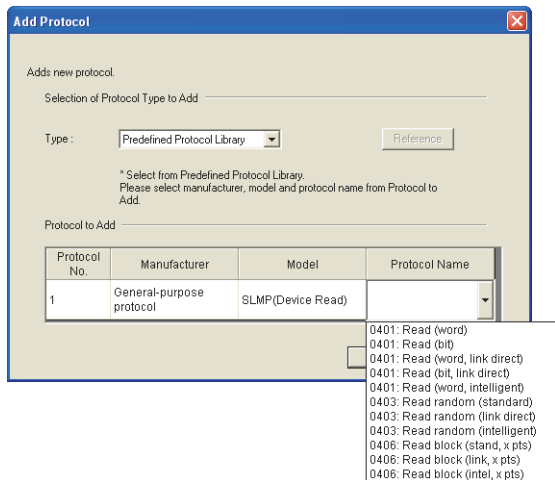 Add Protocol
Adds new protocol.
Selection of Protocol Type to Add
Type :
Predefined Protocol Library
Reference
* Select from Predefined Protocol Library.
Please select manufacturer, model and protocol name from Protocol to
Add.
Protocol to Add
Protocol
No.
Manufacturer
Model
Protocol Name
1
General-purpose
protocol
SLMP(Device Read)
0401: Read (word)
0401: Read (bit)
0401: Read (word, link direct)
0401: Read (bit, link direct)
0401: Read (word, intelligent)
0403: Read random (standard)
0403: Read random (link direct)
0403: Read random (intelligent)
0406: Read block (stand, x pts)
0406: Read block (link, x pts)
0406: Read block (intel, x pts)